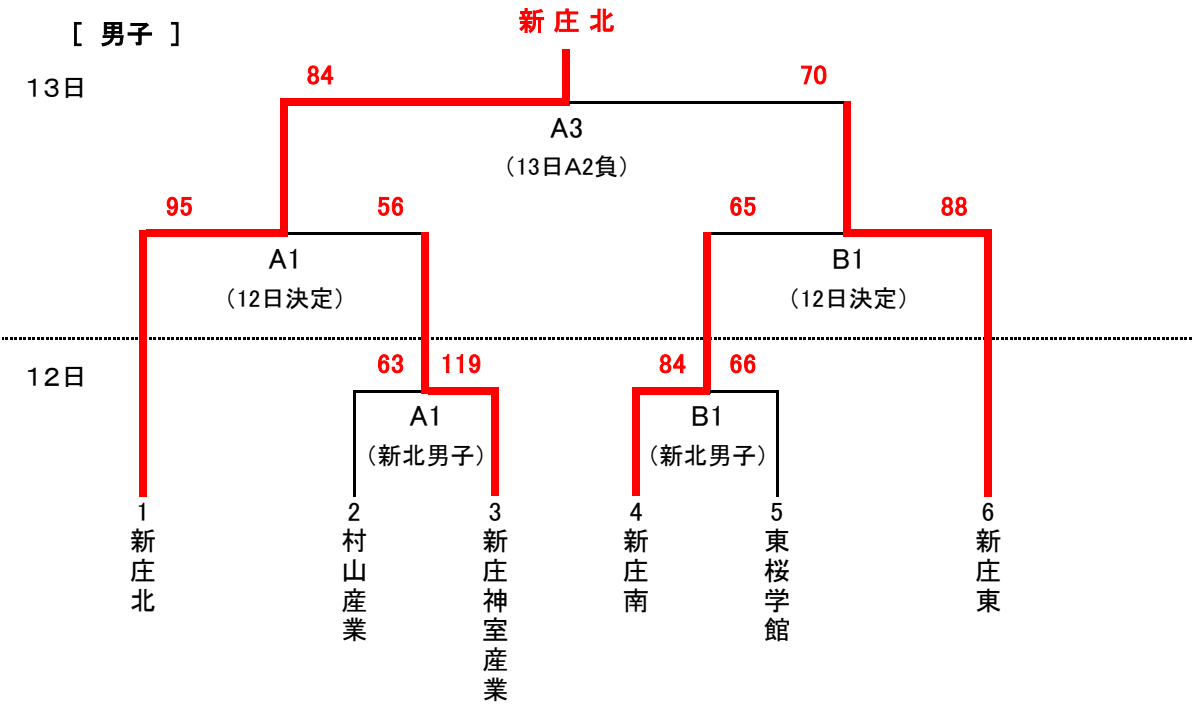 [ 男子 ]
新庄北
13日
84
70
A3
(13日A2負)
95
56
65
88
A1
B1
(12日決定)
(12日決定)
12日
63
119
84
66
A1
B1
(新北男子)
(新北男子)
1
2
3
4
5
6
新庄北
村山産業
新庄神室産業
新庄南
東桜学館
新庄東